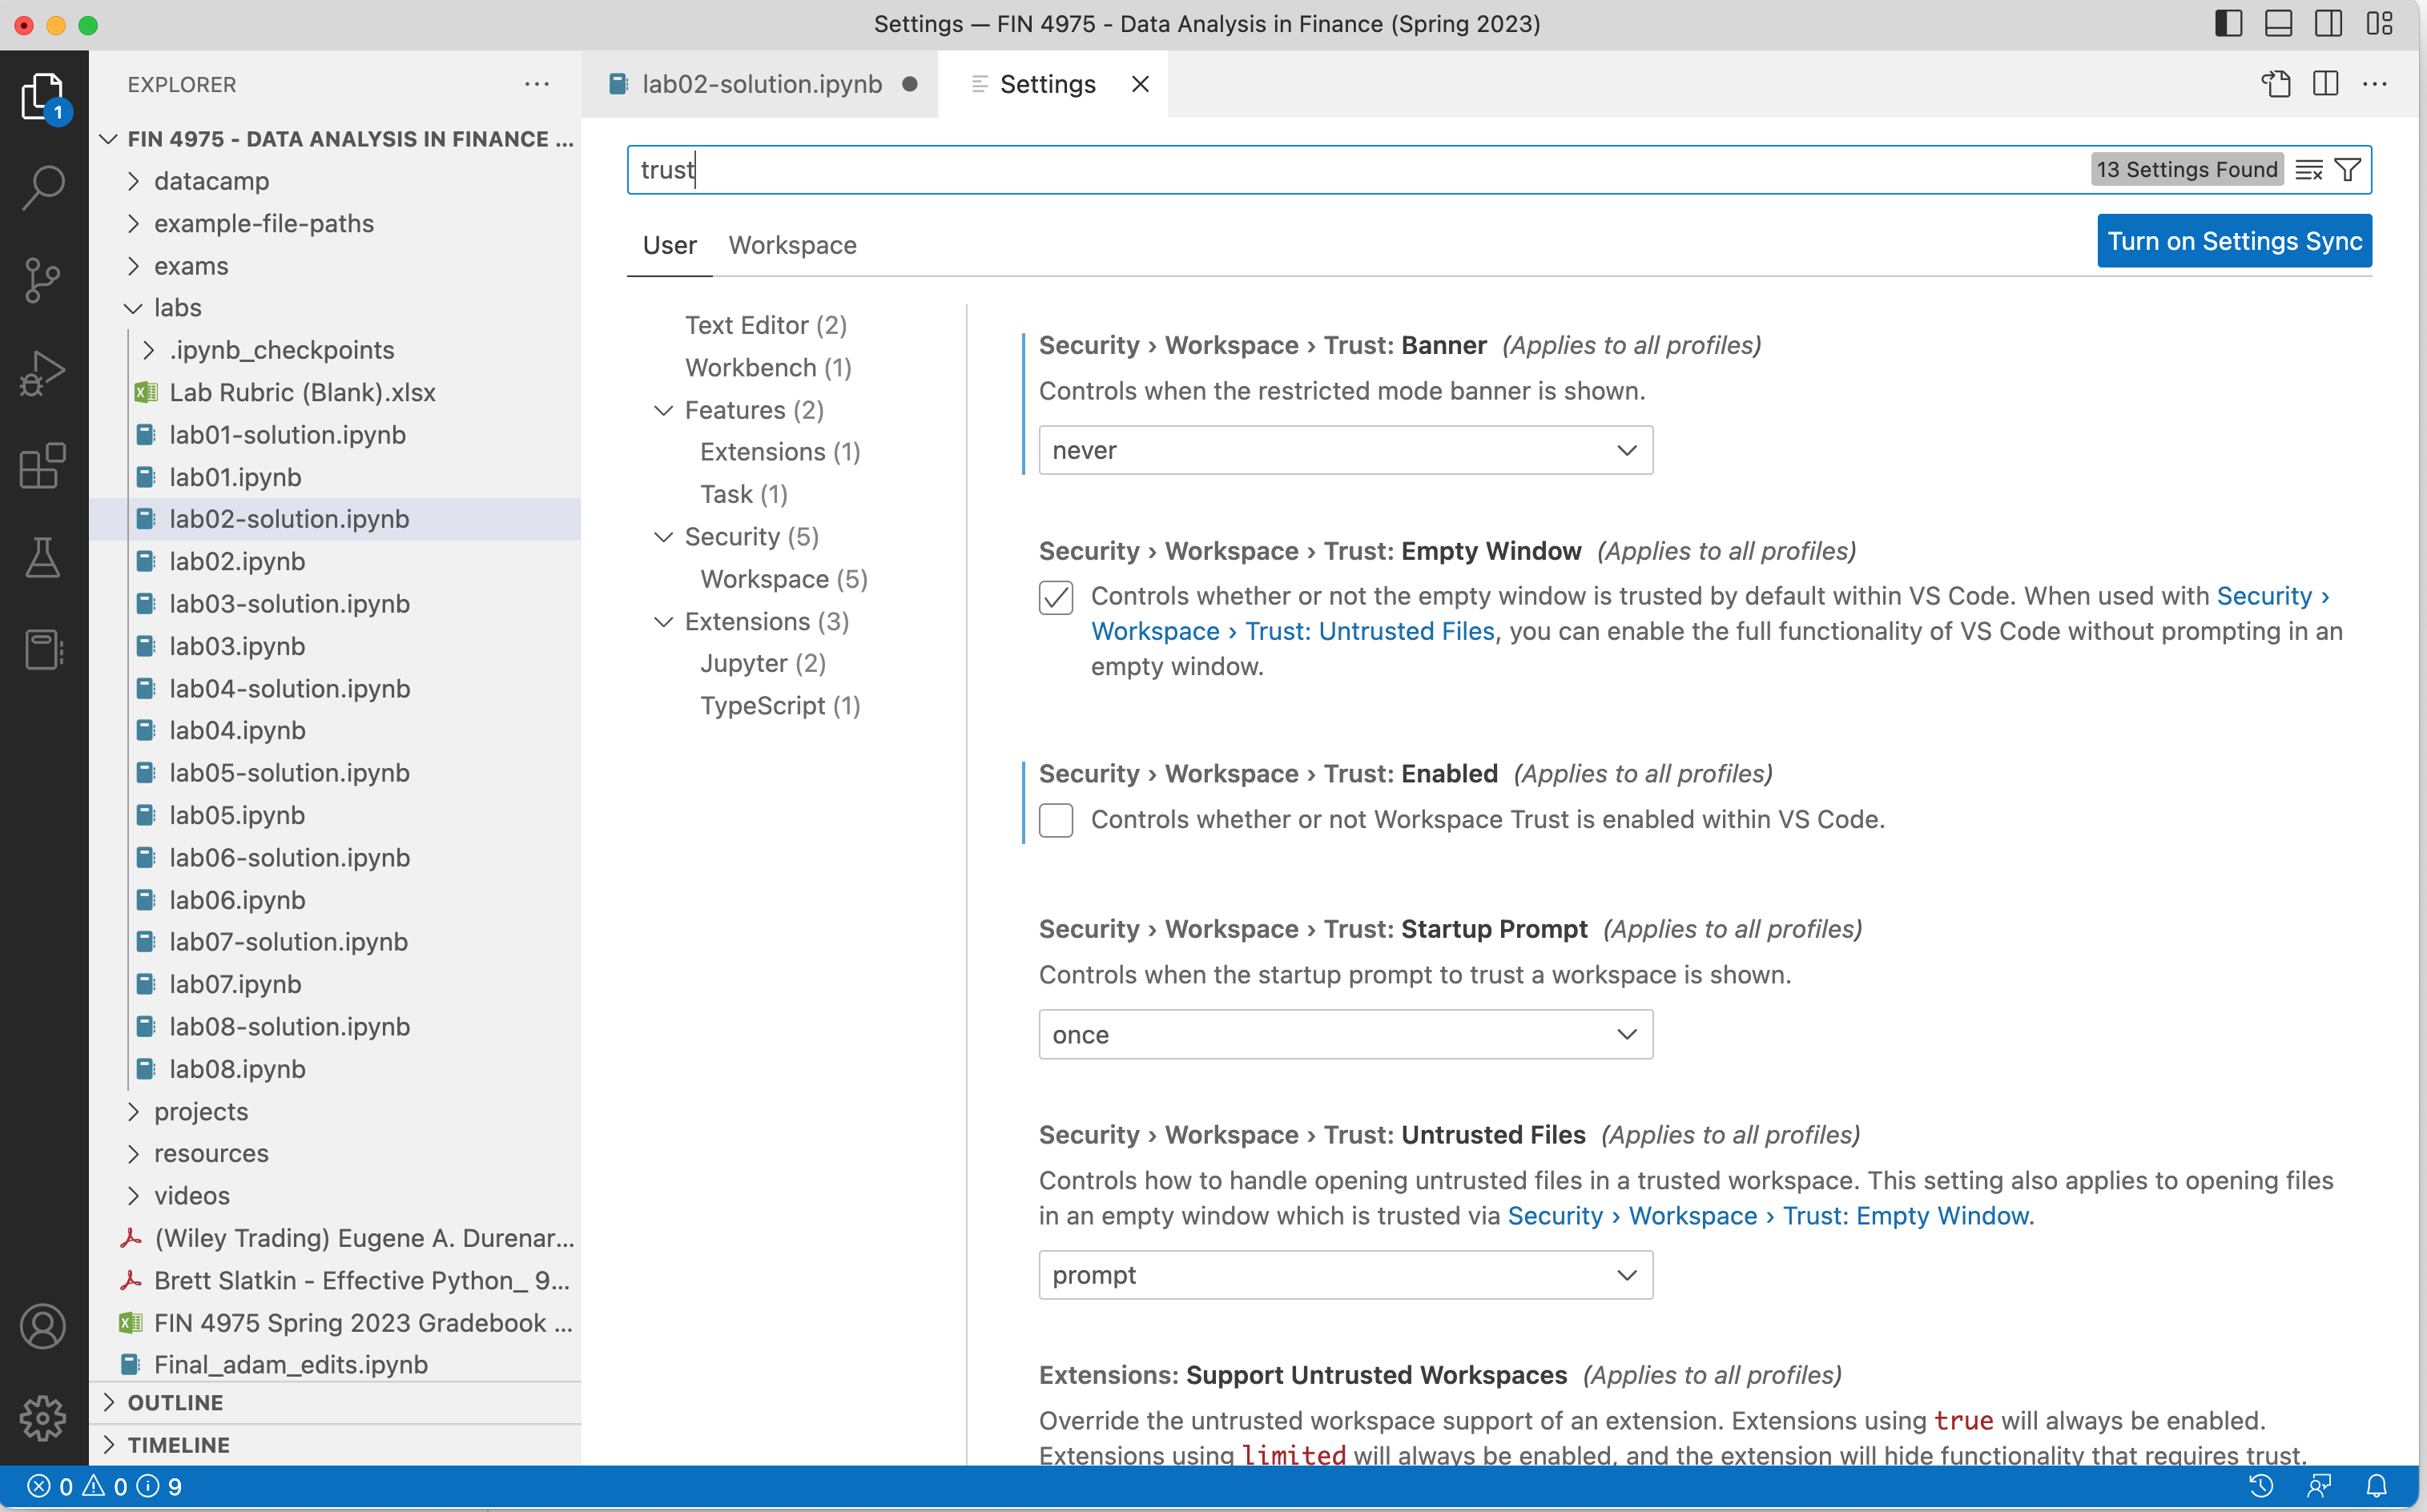 Settings — FIN 4975 - Data Analysis in Finance (Spring 2023)
1
EXPLORER
FIN 4975 - DATA ANALYSIS IN FINANCE ...
datacamp
example-file-paths
exams
labs
.ipynb_checkpoints
Lab Rubric (Blank).xlsx
lab01-solution.ipynb
lab01.ipynb
lab02-solution.ipynb
lab02.ipynb
lab03-solution.ipynb
lab03.ipynb
lab04-solution.ipynb
lab04.ipynb
lab05-solution.ipynb
lab05.ipynb
lab06-solution.ipynb
lab06.ipynb
lab07-solution.ipynb
lab07.ipynb
lab08-solution.ipynb
lab08.ipynb
projects
resources
videos
(Wiley Trading) Eugene A. Durenar...
Brett Slatkin - Effective Python_ 9...
FIN 4975 Spring 2023 Gradebook ...
Final_adam_edits.ipynb
OUTLINE
TIMELINE
lab02-solution.ipynb
Settings
trust
13 Settings Found
User
Workspace
Turn on Settings Sync
Text Editor (2)
Workbench (1)
Features (2)
Extensions (1)
Task (1)
Security (5)
Workspace (5)
Extensions (3)
Jupyter (2)
TypeScript (1)
Security › Workspace › Trust: Banner (Applies to all profiles)
Controls when the restricted mode banner is shown.
never
Security › Workspace › Trust: Empty Window (Applies to all profiles)
Controls whether or not the empty window is trusted by default within VS Code. When used with Security ›
Workspace › Trust: Untrusted Files, you can enable the full functionality of VS Code without prompting in an
empty window.
Security › Workspace › Trust: Enabled (Applies to all profiles)
Controls whether or not Workspace Trust is enabled within VS Code.
Security › Workspace › Trust: Startup Prompt (Applies to all profiles)
Controls when the startup prompt to trust a workspace is shown.
once
Security › Workspace › Trust: Untrusted Files (Applies to all profiles)
Controls how to handle opening untrusted files in a trusted workspace. This setting also applies to opening files
in an empty window which is trusted via Security › Workspace › Trust: Empty Window.
prompt
Extensions: Support Untrusted Workspaces (Applies to all profiles)
Override the untrusted workspace support of an extension. Extensions using true will always be enabled.
Extensions using limited will always be enabled, and the extension will hide functionality that requires trust.
0 0 9